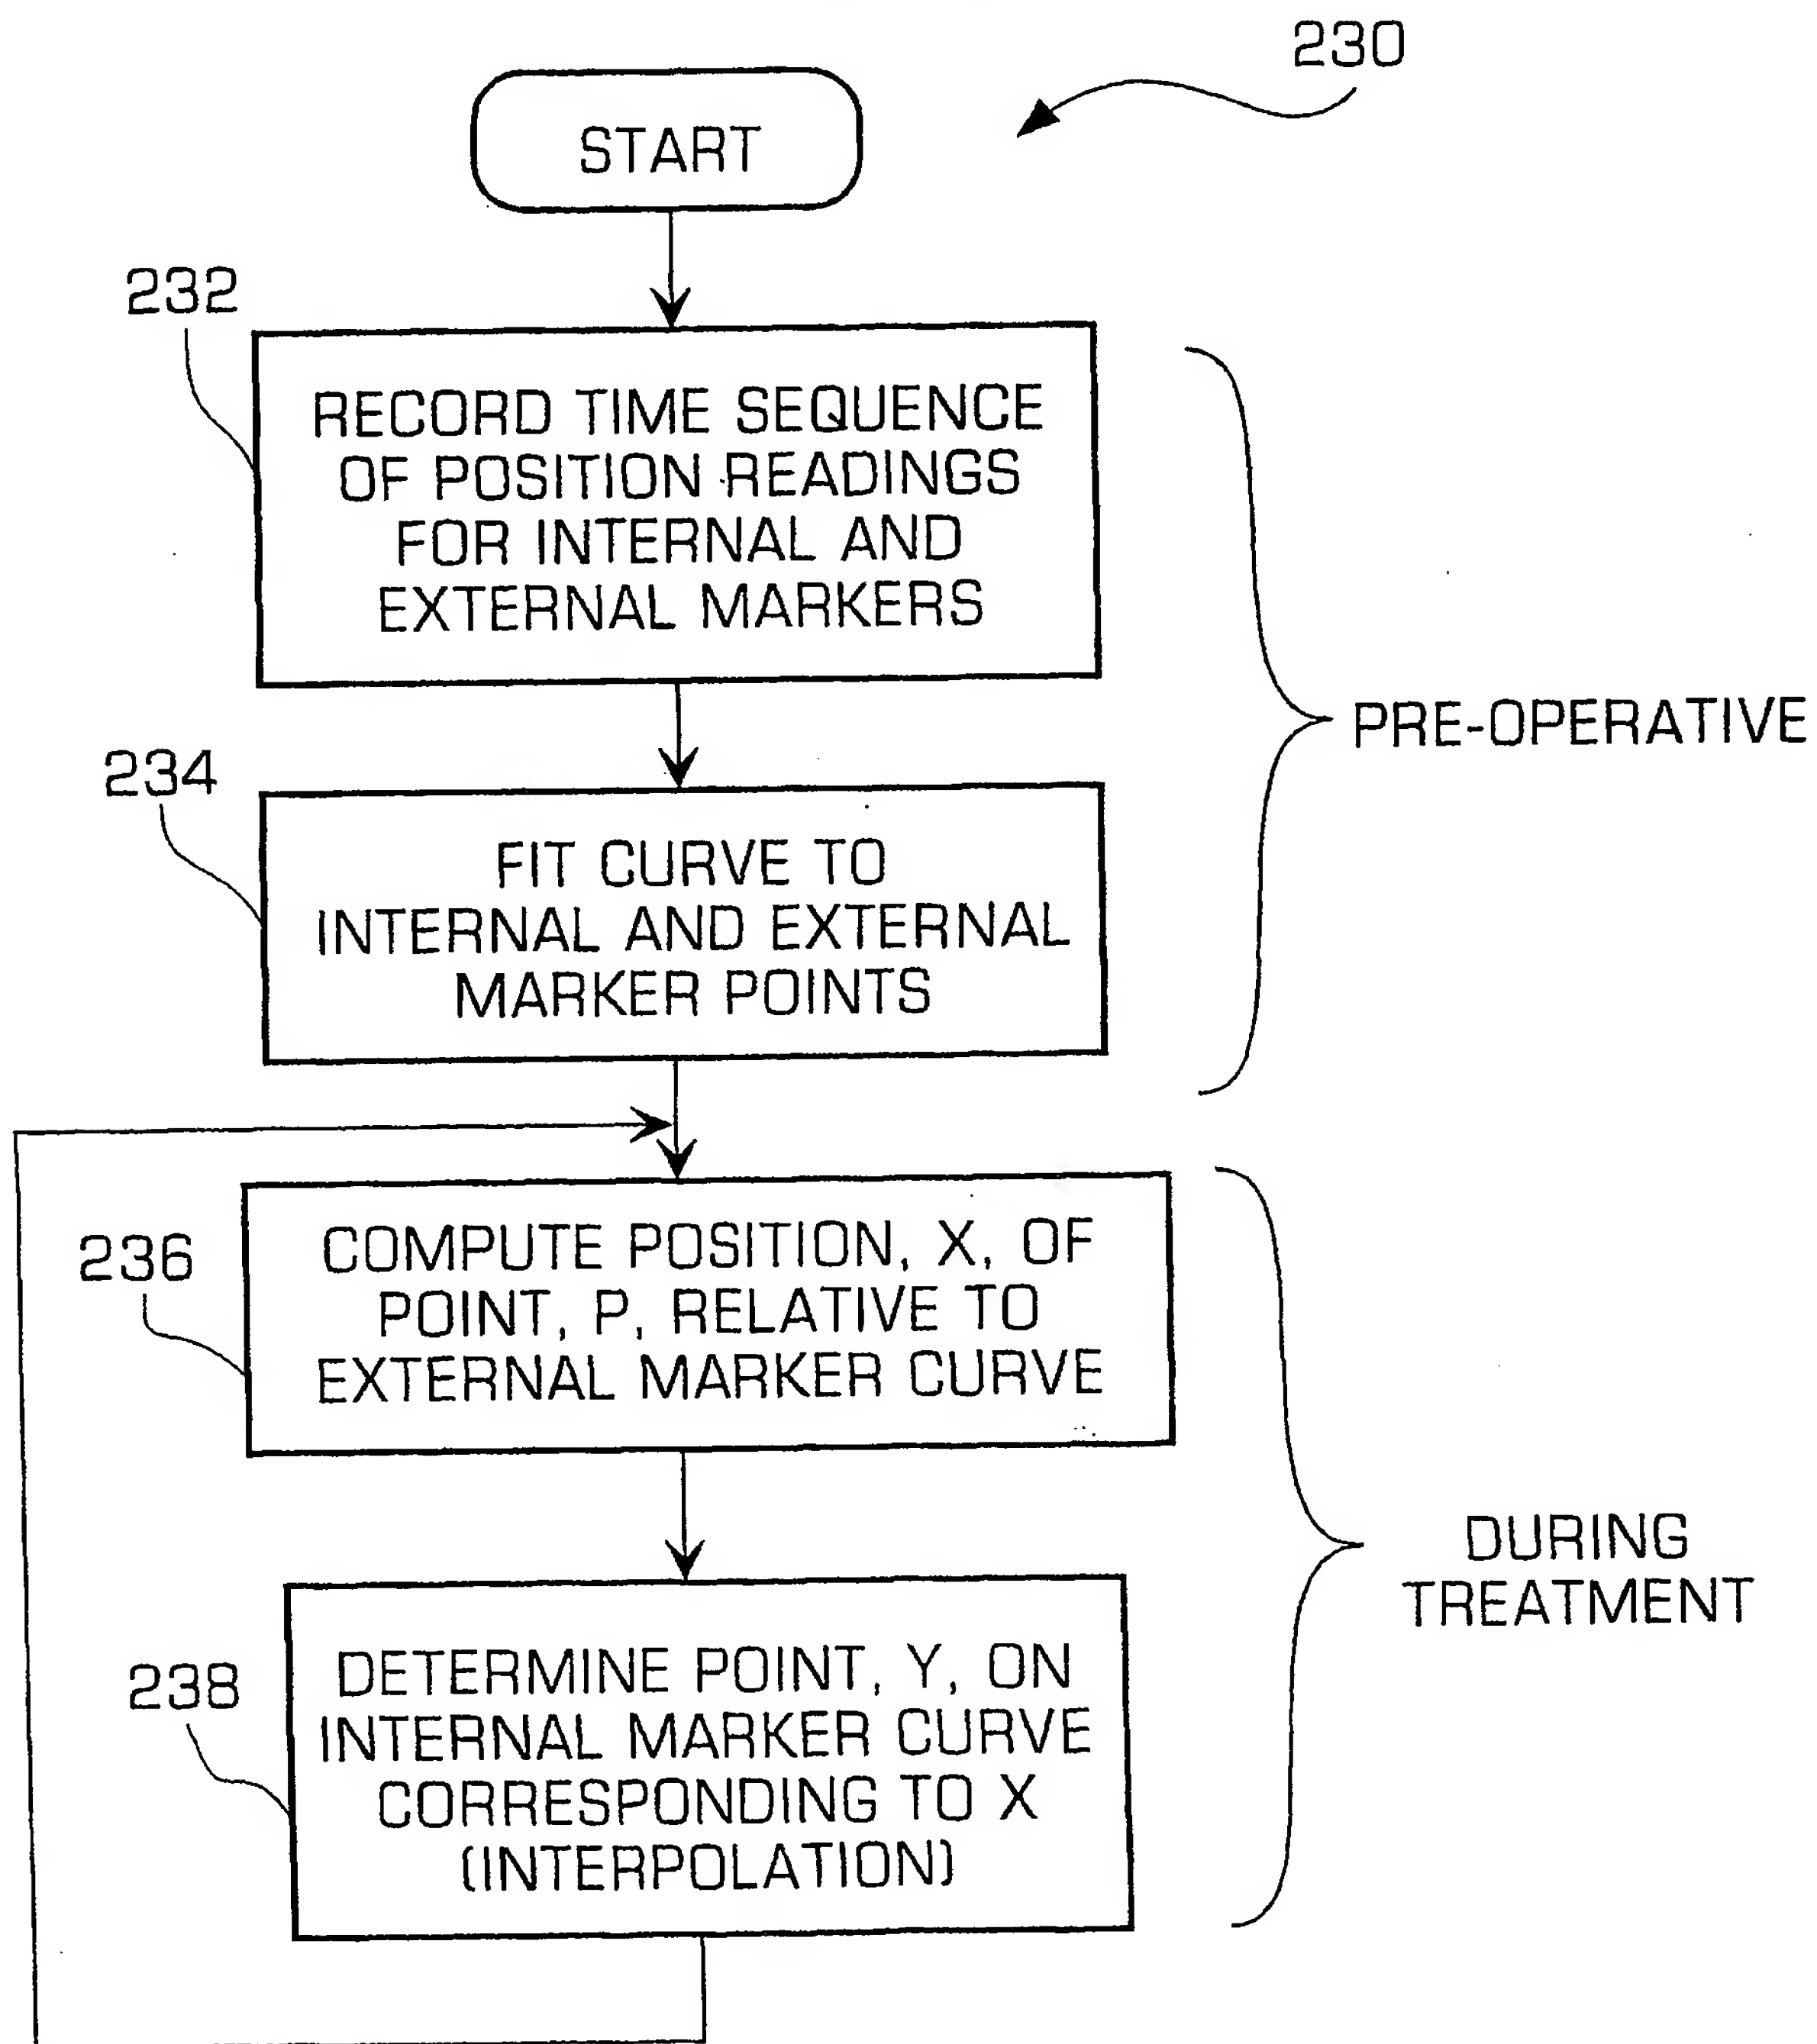 230
START
232
RECORD TIME SEQUENCE
OF POSITION READINGS
FOR INTERNAL AND
EXTERNAL MARKERS
PRE-OPERATIVE
234
FIT CURVE TO
INTERNAL AND EXTERNAL
MARKER POINTS
236
COMPUTE POSITION, X, OF
POINT, P, RELATIVE TO
EXTERNAL MARKER CURVE
DURING
TREATMENT
238
DETERMINE POINT, Y, ON
INTERNAL MARKER CURVE
CORRESPONDING TO X
(INTERPOLATION)